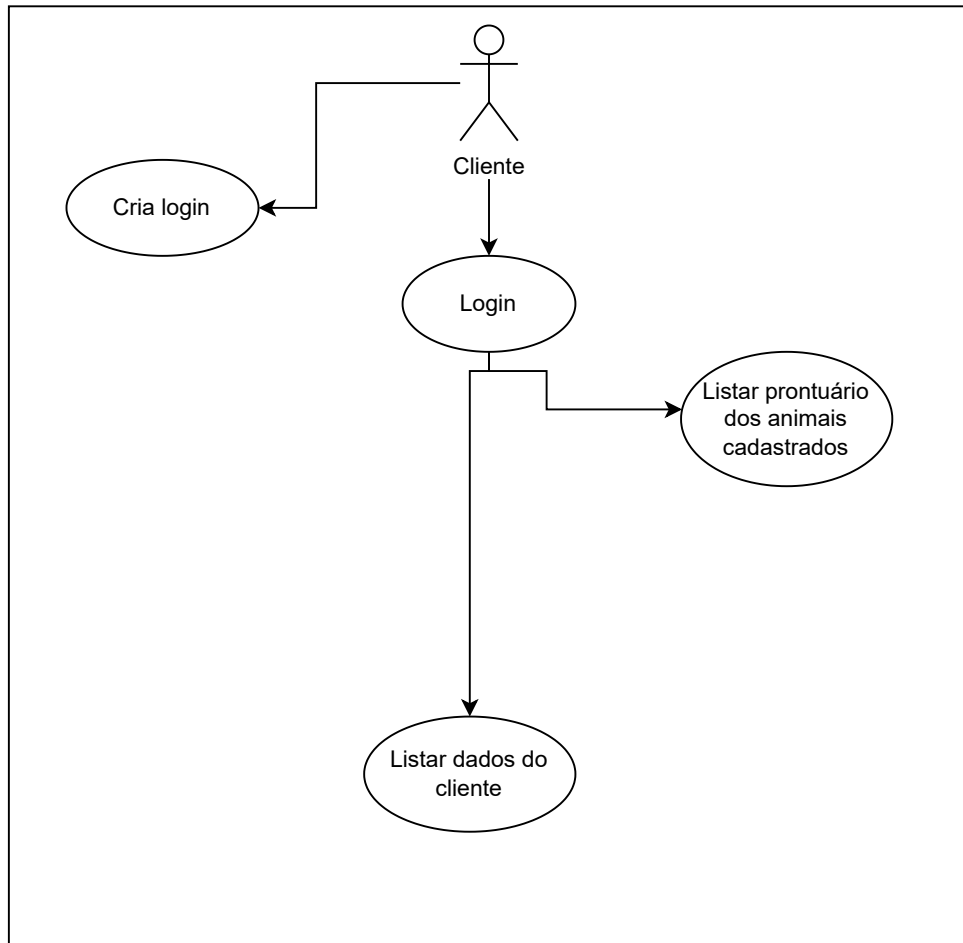 Cliente
Cria login
Login
Listar prontuário
dos animais
cadastrados
Listar dados do
cliente